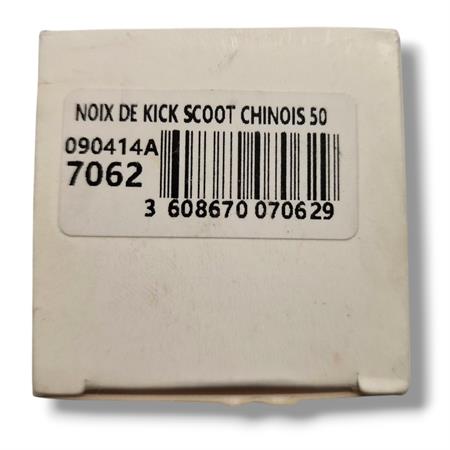 NOIX DE KICK SCOOT CHINOIS 50
090414A
7062
3 608670 070629